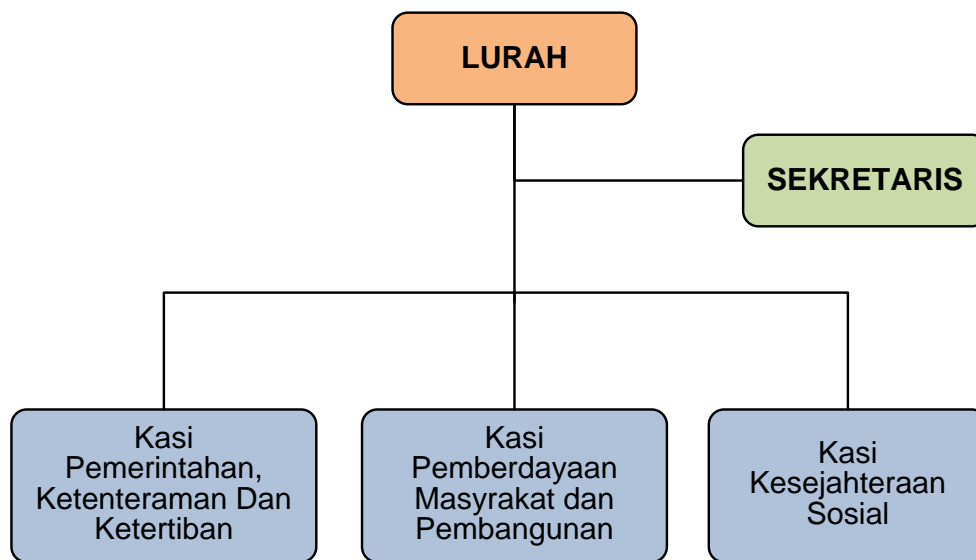 LURAH
SEKRETARIS
Kasi
Pemerintahan,
Ketenteraman Dan
Ketertiban
Kasi
Pemberdayaan
Masyrakat dan
Pembangunan
Kasi
Kesejahteraan
Sosial